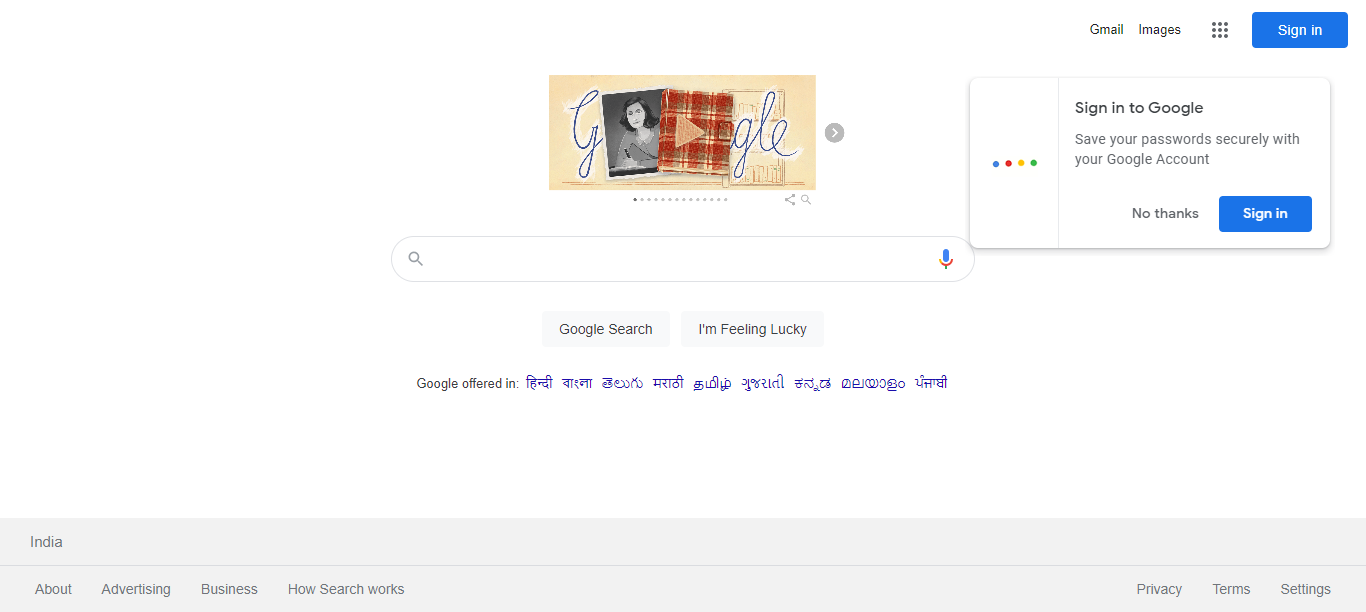 Gmail Images Sign in
Google
Sign in to Google
Save your passwords securely with
your Google Account
No thanks Sign in
Google Search I'm Feeling Lucky
Google offered in: हिन्दी বাংলা తెలుగు मराठी தமிழ் ગુજરાતી ಕನ್ನಡ മലയാളം ਪੰਜਾਬੀ
India
About Advertising Business How Search works Privacy Terms Settings